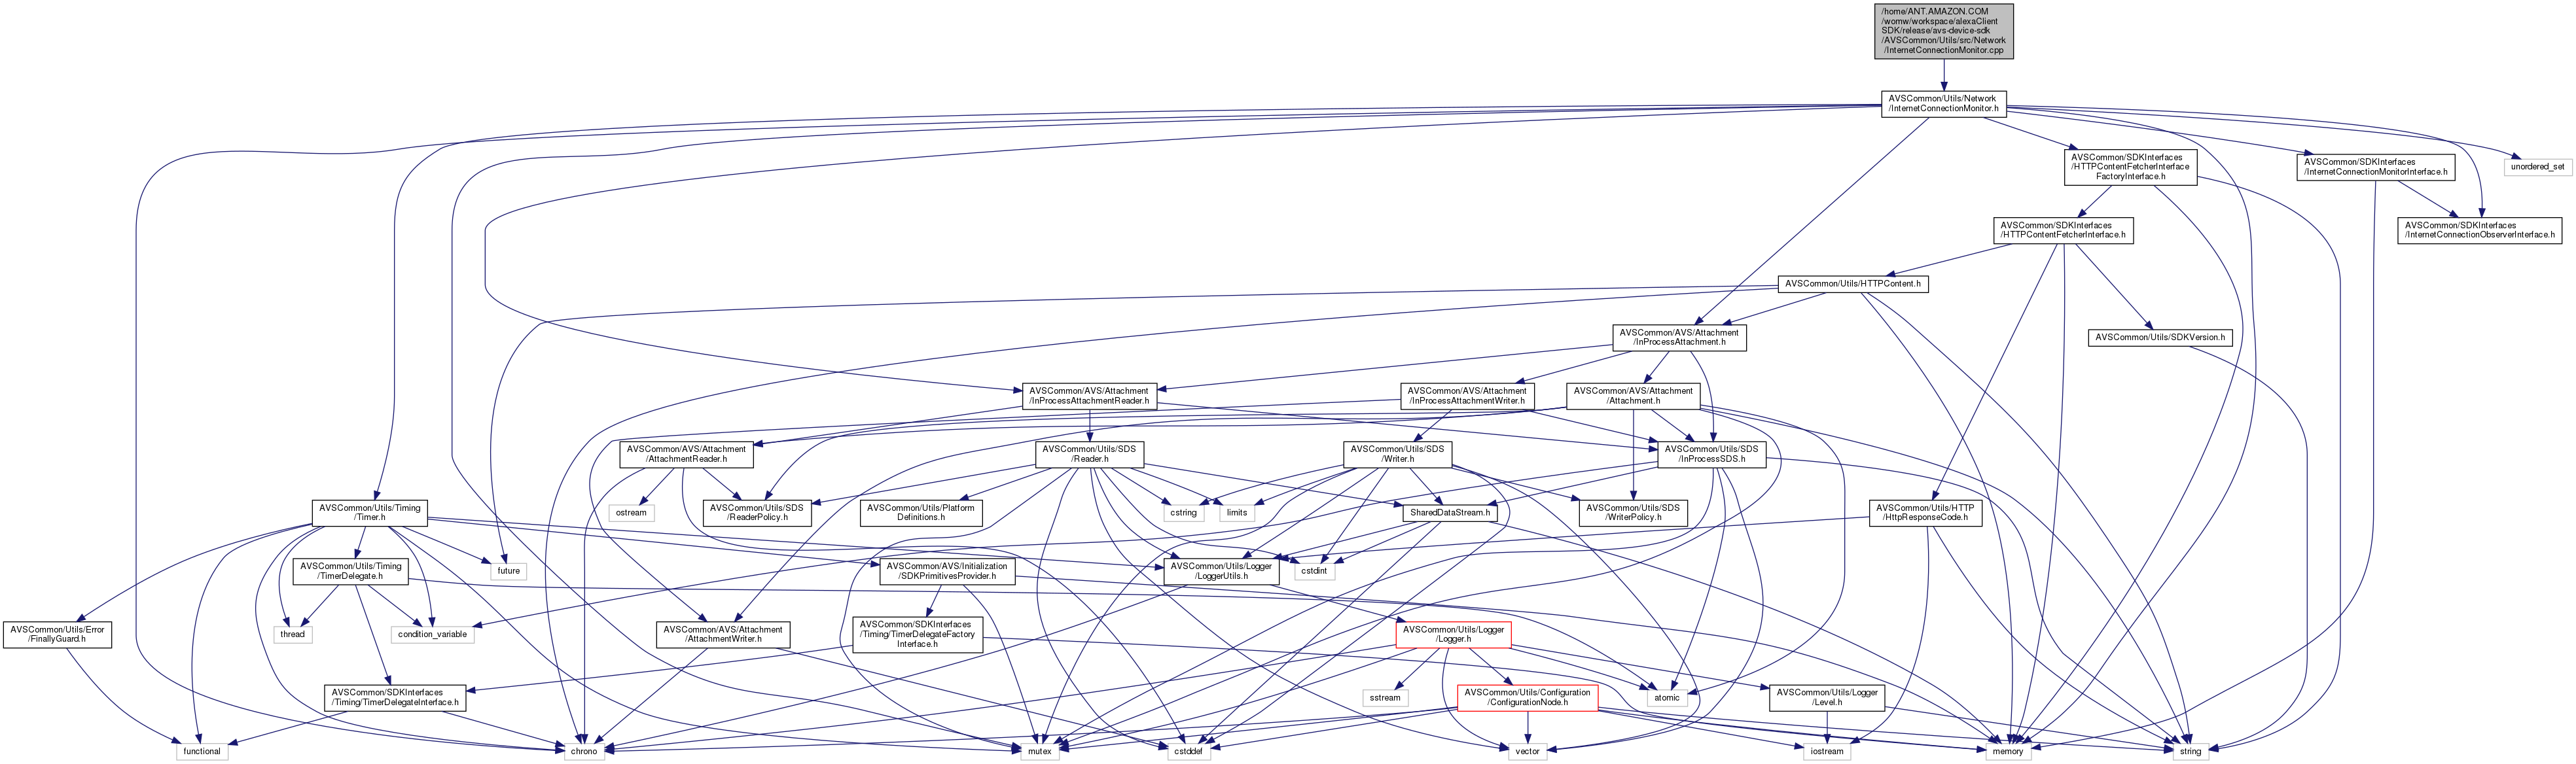 /home/ANT.AMAZON.COM
/womw/workspace/alexaClient
SDK/release/avs-device-sdk
/AVSCommon/Utils/src/Network
/InternetConnectionMonitor.cpp
AVSCommon/Utils/Network
/InternetConnectionMonitor.h
AVSCommon/SDKInterfaces
/HTTPContentFetcherInterface
FactoryInterface.h
AVSCommon/SDKInterfaces
/InternetConnectionMonitorInterface.h
unordered_set
AVSCommon/SDKInterfaces
/HTTPContentFetcherInterface.h
AVSCommon/SDKInterfaces
/InternetConnectionObserverInterface.h
AVSCommon/Utils/HTTPContent.h
AVSCommon/AVS/Attachment
/InProcessAttachment.h
AVSCommon/Utils/SDKVersion.h
AVSCommon/AVS/Attachment
/InProcessAttachmentReader.h
AVSCommon/AVS/Attachment
/InProcessAttachmentWriter.h
AVSCommon/AVS/Attachment
/Attachment.h
AVSCommon/AVS/Attachment
/AttachmentReader.h
AVSCommon/Utils/SDS
/Reader.h
AVSCommon/Utils/SDS
/Writer.h
AVSCommon/Utils/SDS
/InProcessSDS.h
AVSCommon/Utils/Timing
/Timer.h
ostream
AVSCommon/Utils/SDS
/ReaderPolicy.h
AVSCommon/Utils/Platform
Definitions.h
cstring
limits
SharedDataStream.h
AVSCommon/Utils/SDS
/WriterPolicy.h
AVSCommon/Utils/HTTP
/HttpResponseCode.h
AVSCommon/Utils/Timing
/TimerDelegate.h
future
AVSCommon/AVS/Initialization
/SDKPrimitivesProvider.h
AVSCommon/Utils/Logger
/LoggerUtils.h
cstdint
AVSCommon/Utils/Error
/FinallyGuard.h
thread
condition_variable
AVSCommon/AVS/Attachment
/AttachmentWriter.h
AVSCommon/SDKInterfaces
/Timing/TimerDelegateFactory
Interface.h
AVSCommon/Utils/Logger
/Logger.h
AVSCommon/SDKInterfaces
/Timing/TimerDelegateInterface.h
sstream
AVSCommon/Utils/Configuration
/ConfigurationNode.h
atomic
AVSCommon/Utils/Logger
/Level.h
functional
chrono
mutex
cstddef
vector
iostream
memory
string